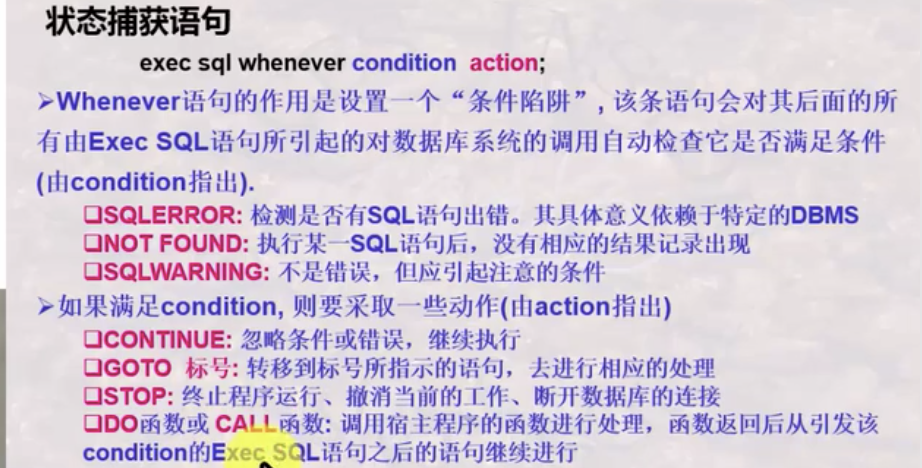 状态捕获语句
exec sql whenever condition action;
➢Whenever语句的作用是设置一个“条件陷阱”, 该条语句会对其后面的所
有由Exec SQL语句所引起的对数据库系统的调用自动检查它是否满足条件
(由condition指出).
❑SQLERROR: 检测是否有SQL语句出错。其具体意义依赖于特定的DBMS
❑NOT FOUND: 执行某一SQL语句后，没有相应的结果记录出现
❑SQLWARNING: 不是错误，但应引起注意的条件
➢如果满足condition, 则要采取一些动作(由action指出)
❑CONTINUE: 忽略条件或错误，继续执行
❑GOTO 标号: 转移到标号所指示的语句，去进行相应的处理
❑STOP: 终止程序运行、撤消当前的工作、断开数据库的连接
❑DO函数或 CALL函数: 调用宿主程序的函数进行处理，函数返回后从引发该
condition的Exec SQL语句之后的语句继续进行